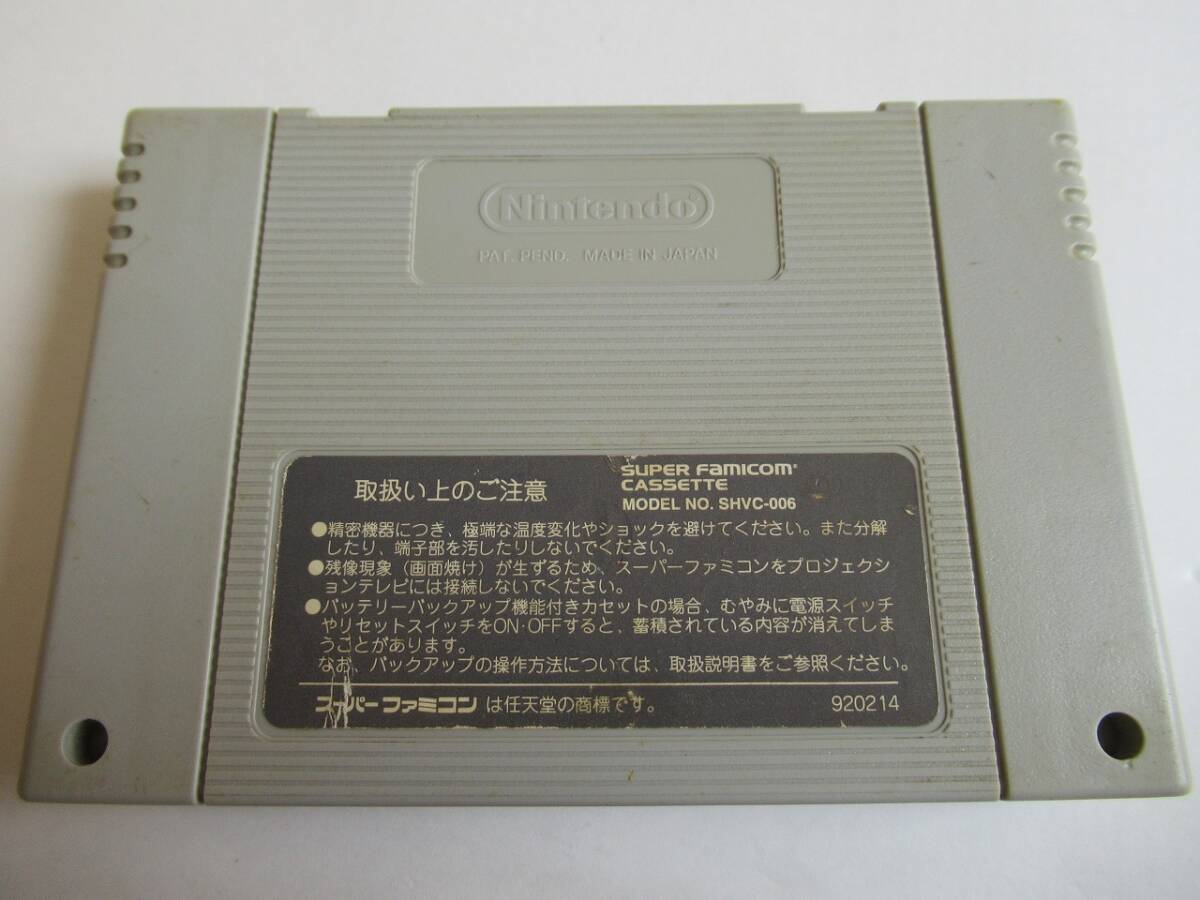 Nintendo®
PAT. PEND. MADE IN JAPAN
取扱い上のご注意
SUPER FAMICOM®
CASSETTE
MODEL NO. SHVC-006
●精密機器につき、極端な温度変化やショックを避けてください。また分解
したり、端子部を汚したりしないでください。
●残像現象(画面焼け)が生ずるため、スーパーファミコンをプロジェクシ
ョンテレビには接続しないでください。
●バッテリーバックアップ機能付きカセットの場合、むやみに電源スイッチ
やリセットスイッチをON·OFFすると、蓄積されている内容が消えてしま
うことがあります。
なお、バックアップの操作方法については、取扱説明書をご参照ください。
スーパーファミコン は任天堂の商標です。
920214